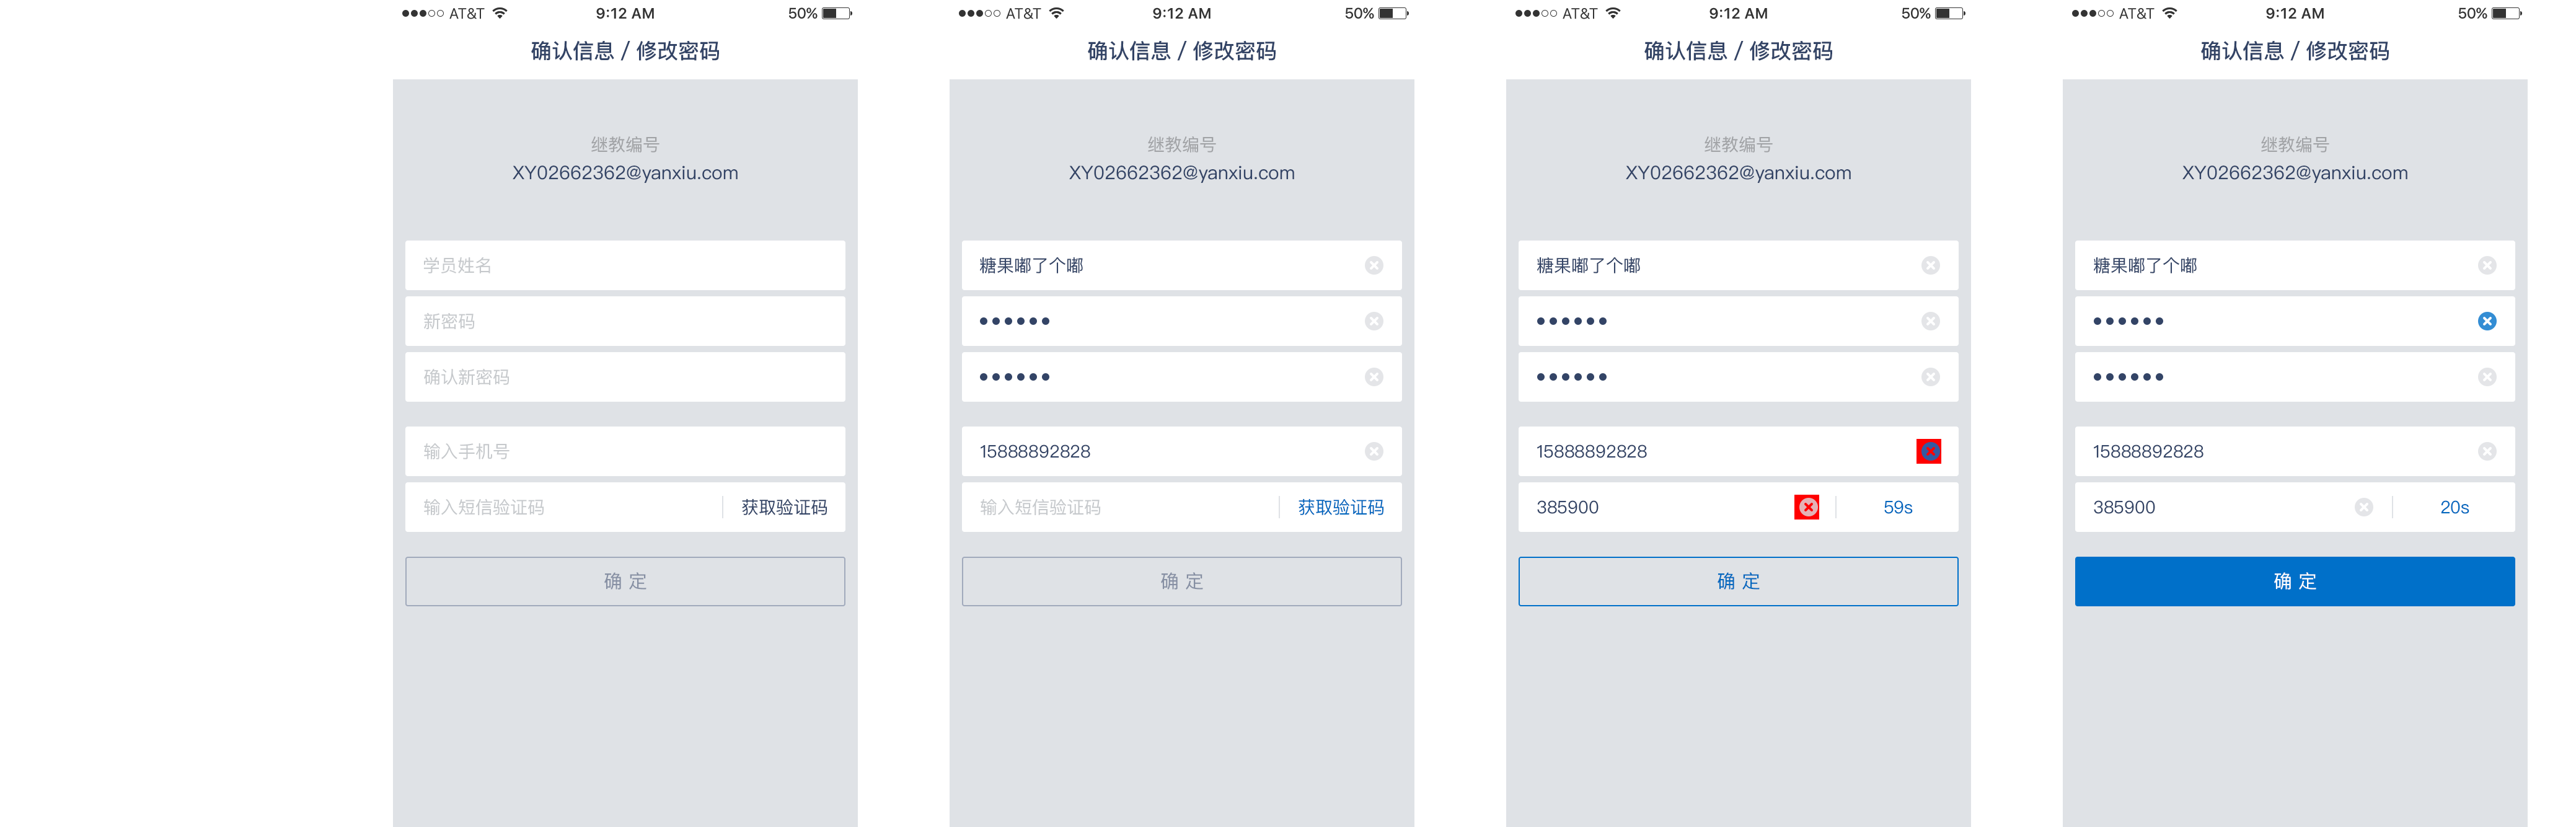 AT&T 9:12 AM 50%
确认信息 / 修改密码
继教编号
XY02662362@yanxiu.com
学员姓名
新密码
确认新密码
输入手机号
输入短信验证码 获取验证码
确 定
AT&T 9:12 AM 50%
确认信息 / 修改密码
继教编号
XY02662362@yanxiu.com
糖果嘟了个嘟
15888892828
输入短信验证码 获取验证码
确 定
AT&T 9:12 AM 50%
确认信息 / 修改密码
继教编号
XY02662362@yanxiu.com
糖果嘟了个嘟
15888892828
385900 59s
确 定
AT&T 9:12 AM 50%
确认信息 / 修改密码
继教编号
XY02662362@yanxiu.com
糖果嘟了个嘟
15888892828
385900 20s
确 定